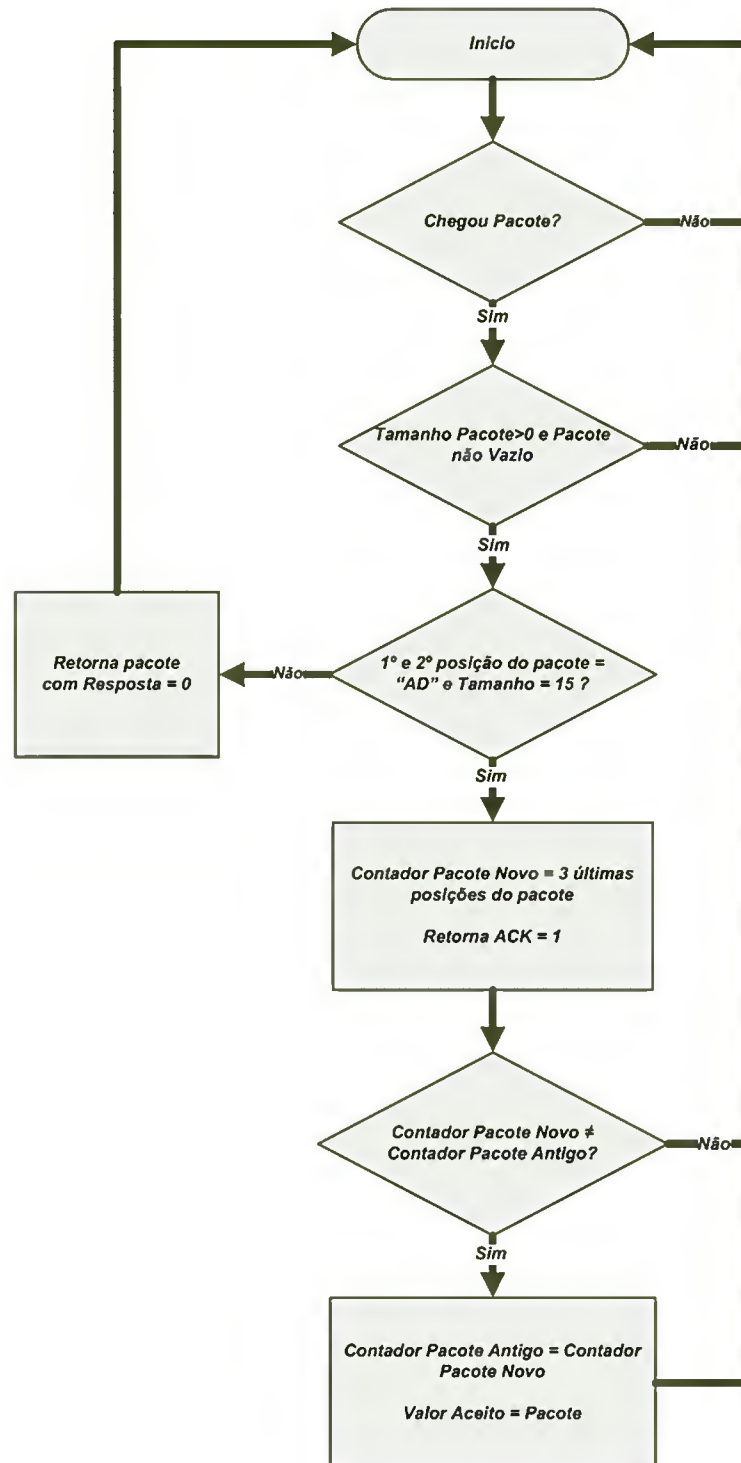 Inicio
Chegou Pacote?
Não
Sim
Tamanho Pacote>0 e Pacote
não Vazio
Não
Sim
1º e 2º posição do pacote =
“AD” e Tamanho = 15 ?
Não
Retorna pacote
com Resposta = 0
Sim
Contador Pacote Novo = 3 últimas
posições do pacote
Retorna ACK = 1
Contador Pacote Novo ≠
Contador Pacote Antigo?
Não
Sim
Contador Pacote Antigo = Contador
Pacote Novo
Valor Aceito = Pacote